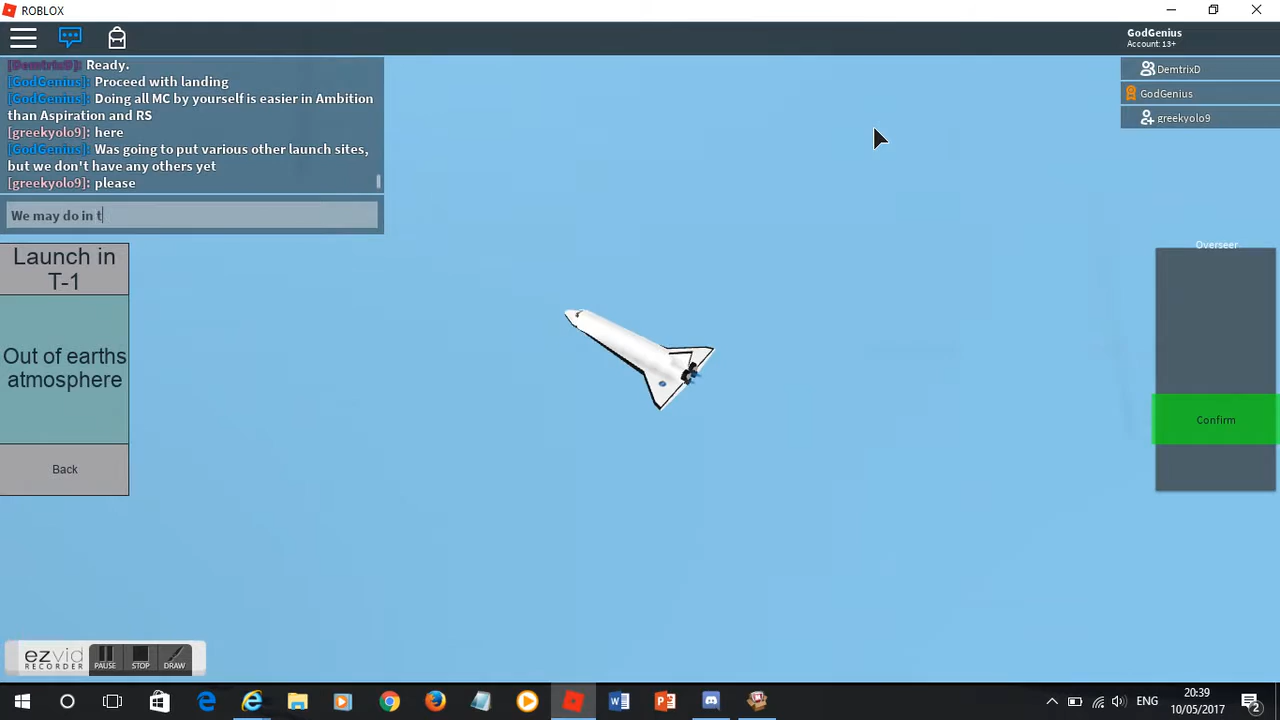 ROBLOX
GodGenius
Account: 13+
DemtrixD
GodGenius
greekyolo9
[DemtrixD]: Ready.
[GodGenius]: Proceed with landing
[GodGenius]: Doing all MC by yourself is easier in Ambition
than Aspiration and RS
[greekyolo9]: here
[GodGenius]: Was going to put various other launch sites,
but we don't have any others yet
[greekyolo9]: please
We may do in t
Launch in
T-1
Out of earths
atmosphere
Back
Overseer
Confirm
ezvid
RECORDER
PAUSE
STOP
DRAW
ENG
20:39
10/05/2017
2